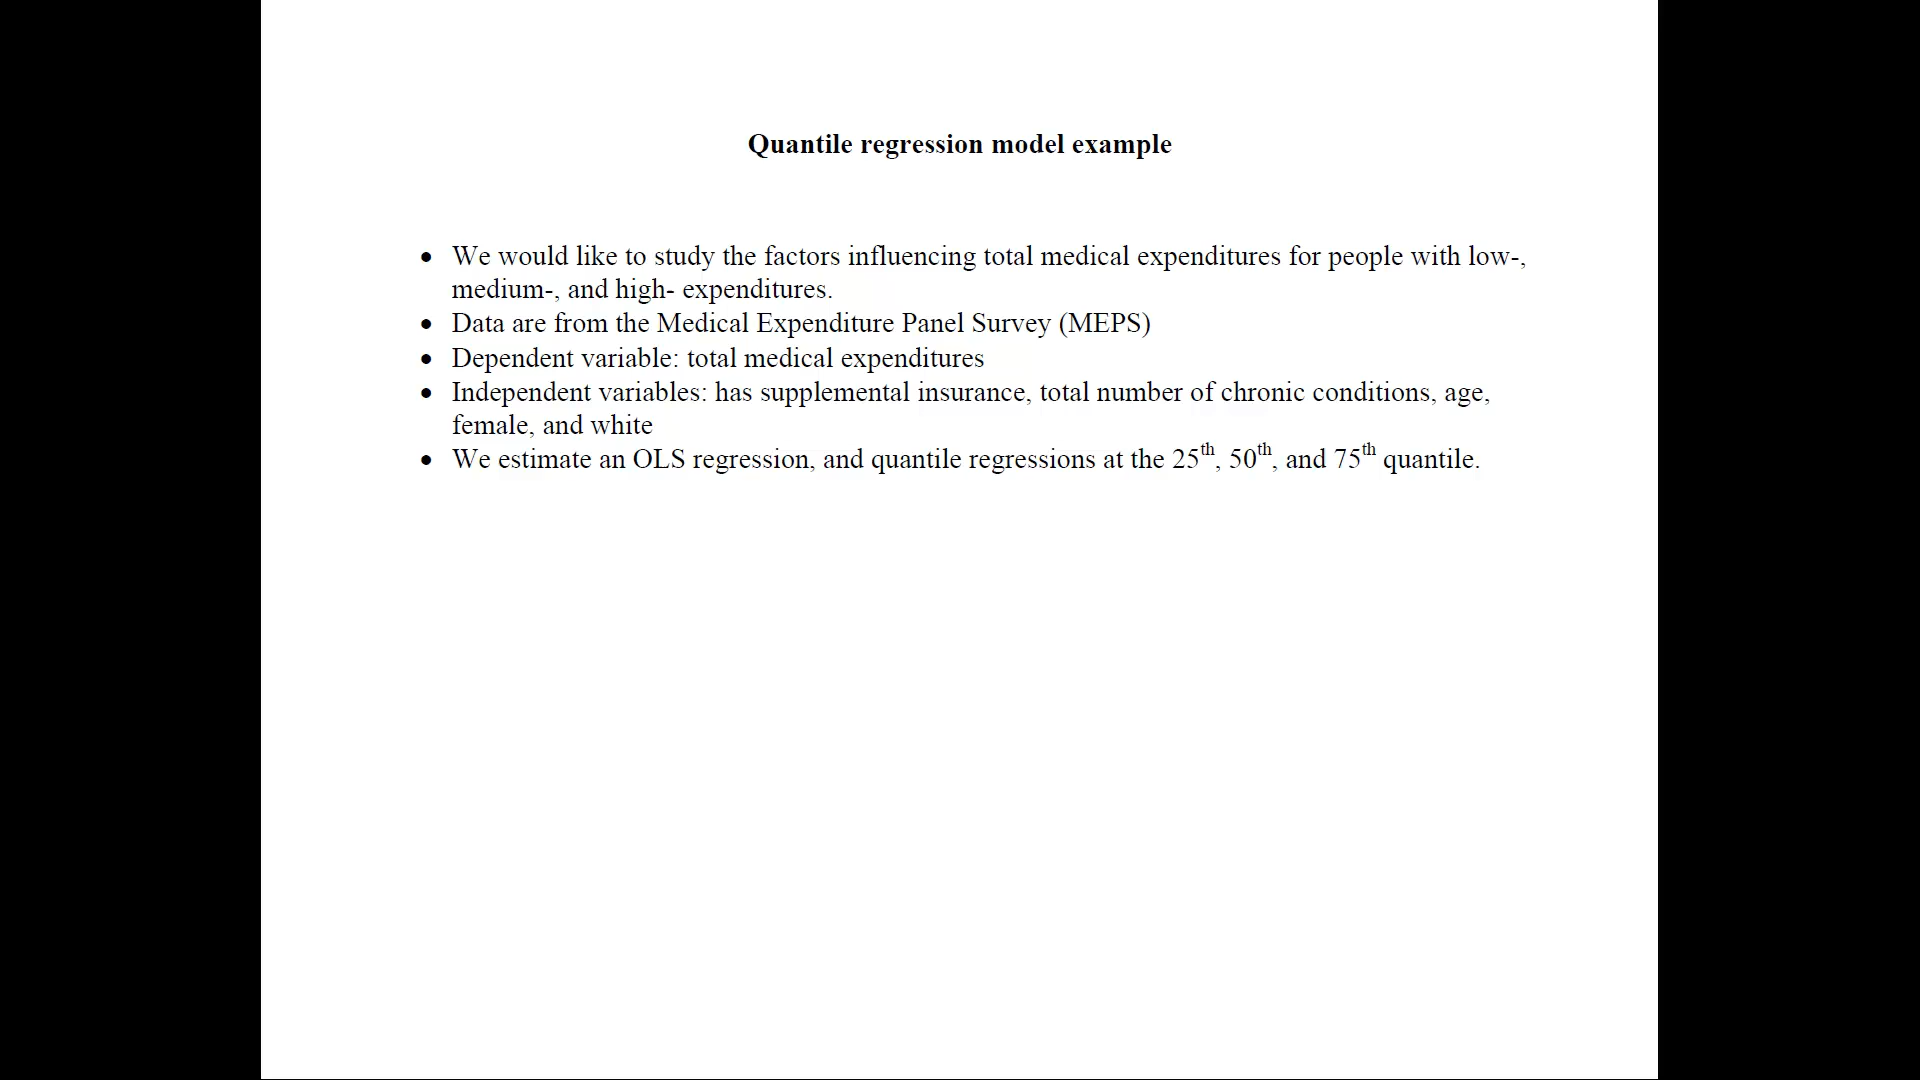 Quantile regression model example
• We would like to study the factors influencing total medical expenditures for people with low-,
medium-, and high- expenditures.
• Data are from the Medical Expenditure Panel Survey (MEPS)
• Dependent variable: total medical expenditures
• Independent variables: has supplemental insurance, total number of chronic conditions, age,
female, and white
• We estimate an OLS regression, and quantile regressions at the 25th, 50th, and 75th quantile.